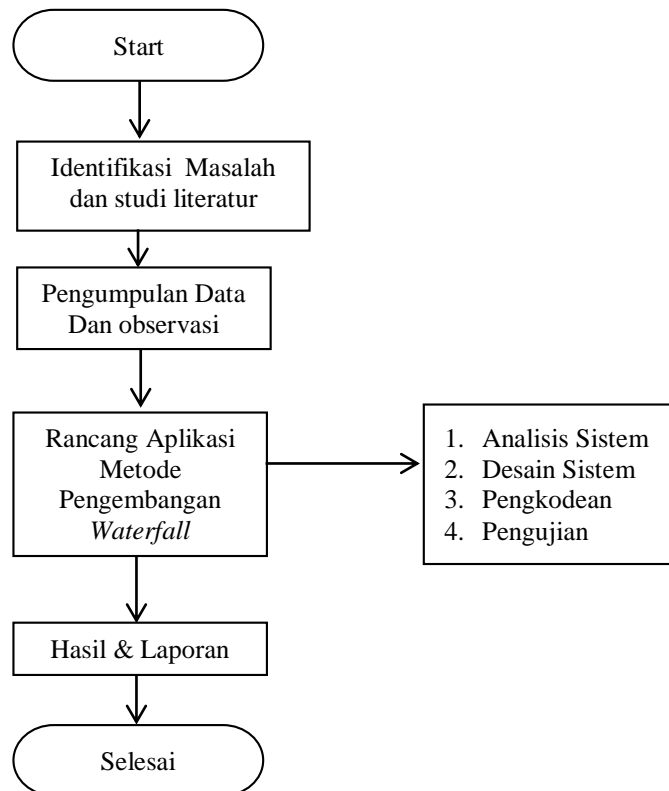 Start
Identifikasi Masalah
dan studi literatur
Pengumpulan Data
Dan observasi
Rancang Aplikasi
Metode
Pengembangan
Waterfall
1. Analisis Sistem
2. Desain Sistem
3. Pengkodean
4. Pengujian
Hasil & Laporan
Selesai